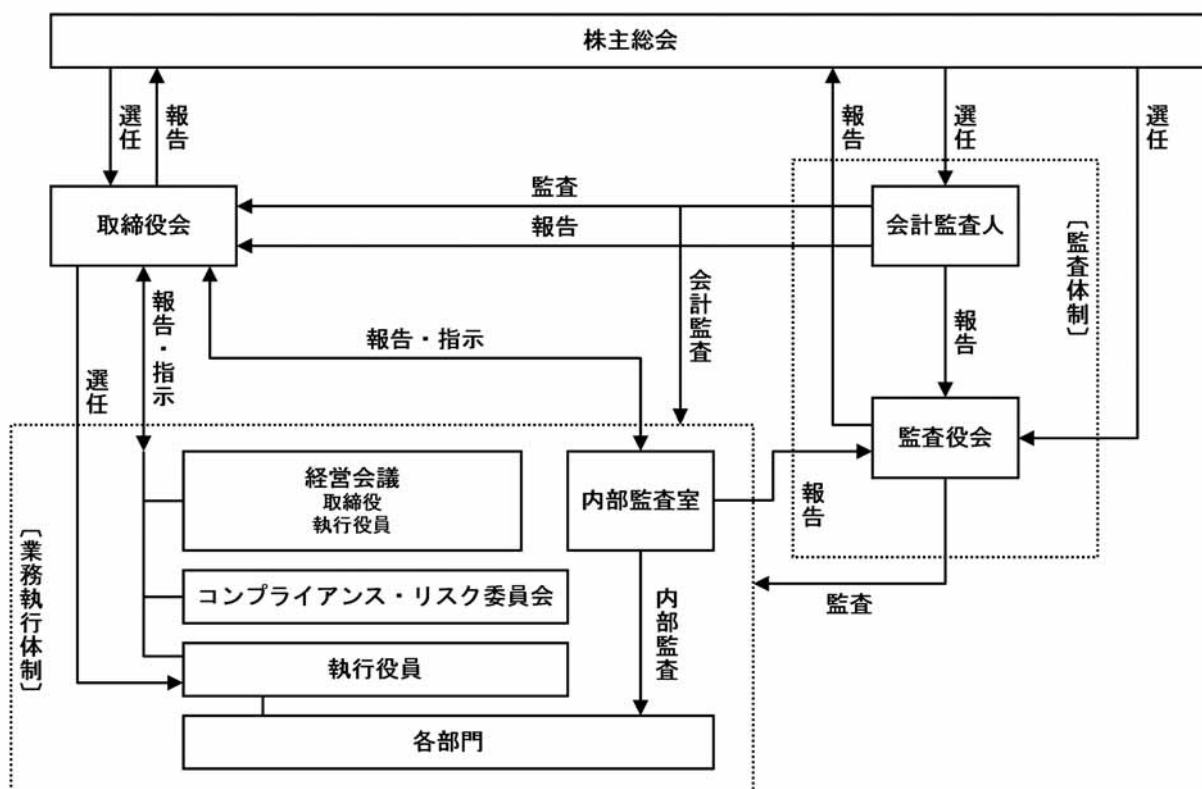 株主総会
選任
報告
報告
選任
選任
取締役会
監査
報告
会計監査人
〔監査体制〕
会計監査
報告
報告・指示
報告・指示
選任
監査役会
経営会議
取締役
執行役員
内部監査室
報告
〔業務執行体制〕
コンプライアンス・リスク委員会
内部監査
監査
執行役員
各部門